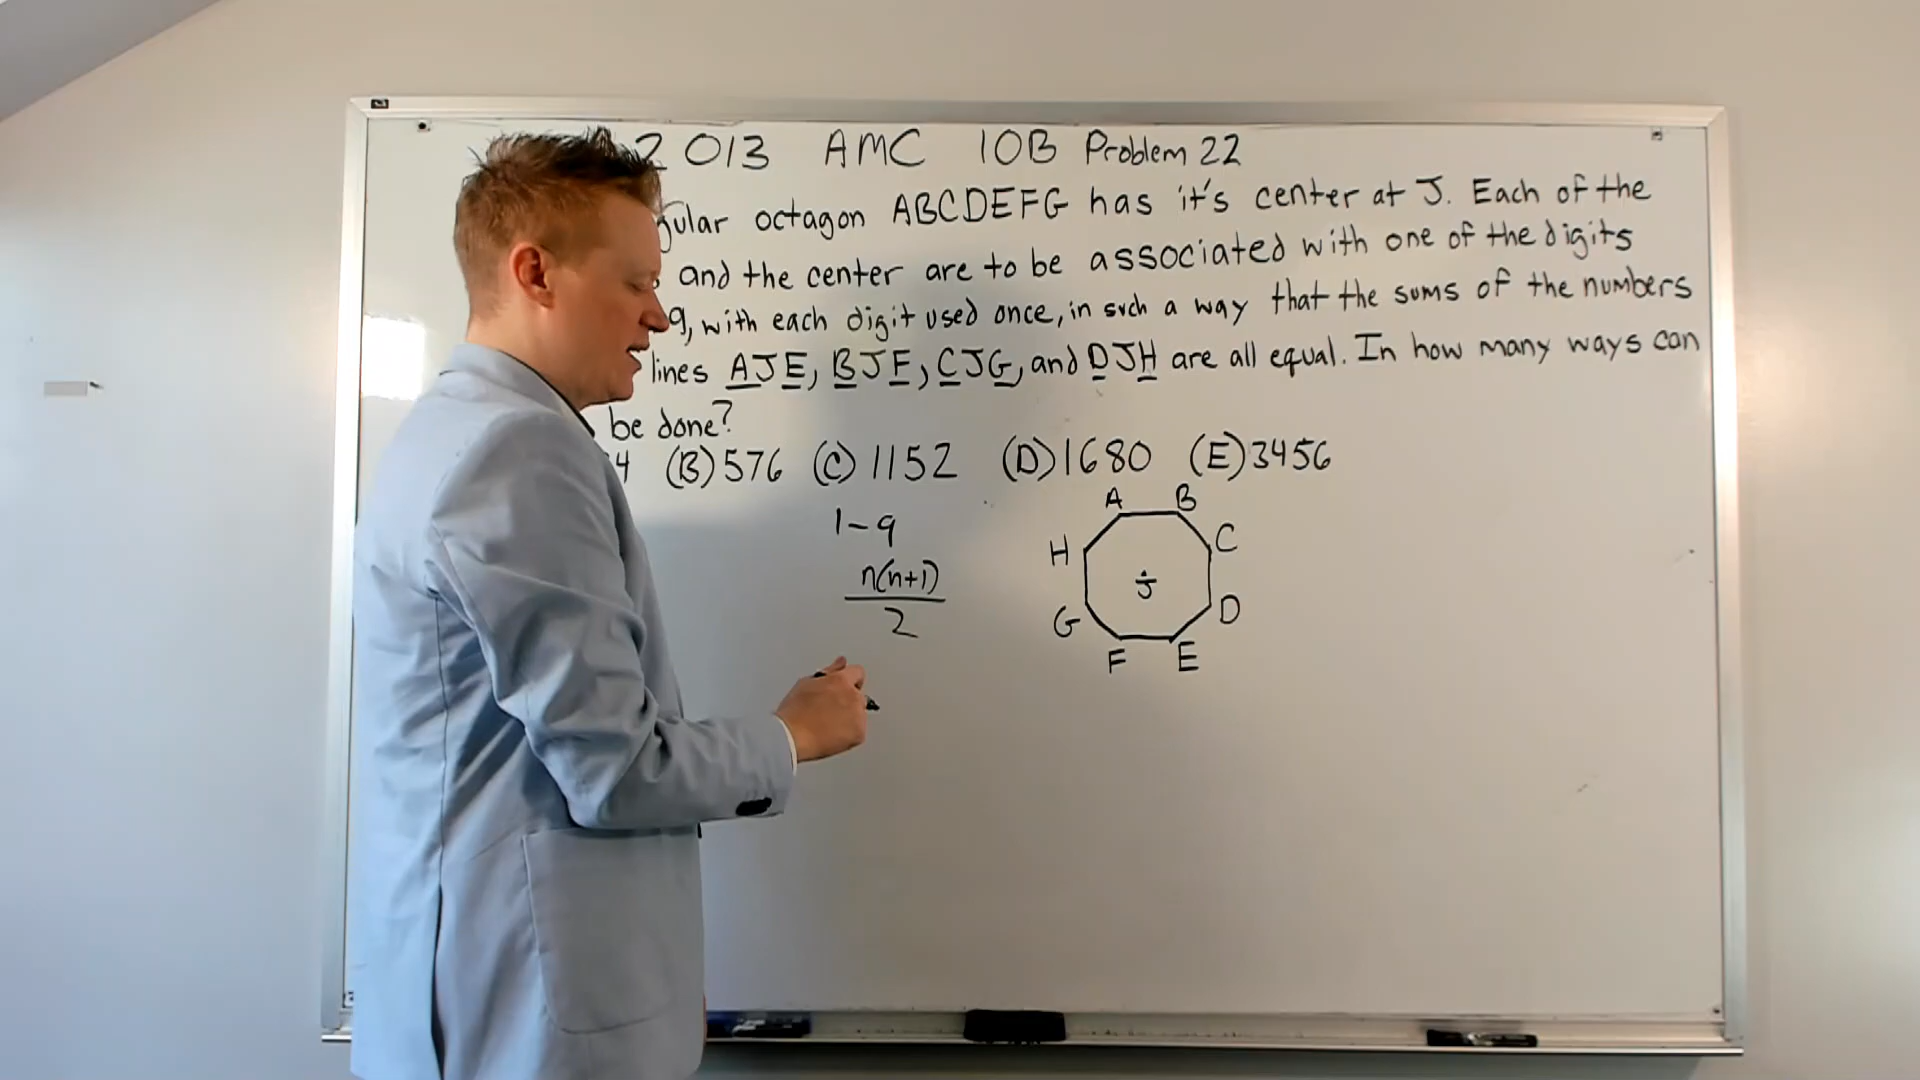 2013 AMC 10B Problem 22
octagon ABCDEFG has it's center at J. Each of the
and the center are to be associated with one of the digits
9, with each digit used once, in such a way that the sums of the numbers
lines AJE, BJF, CJG, and DJH are all equal. In how many ways can
be done?
4 (B) 576 (C) 1152 (D) 1680 (E) 3456
1-9
n(n+1)
2
A B
H C
J
G D
F E